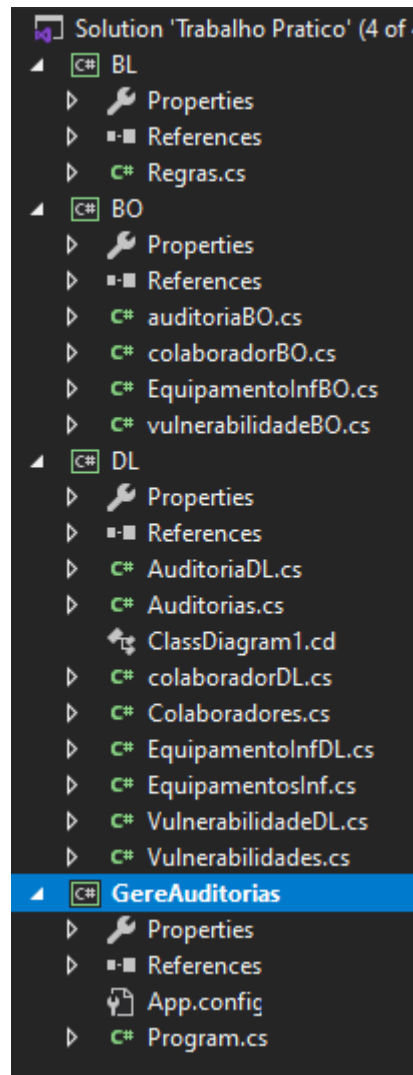 Solution 'Trabalho Pratico' (4 of
C# BL
Properties
References
C# Regras.cs
C# BO
Properties
References
C# auditoriaBO.cs
C# colaboradorBO.cs
C# EquipamentoInfBO.cs
C# vulnerabilidadeBO.cs
C# DL
Properties
References
C# AuditoriaDL.cs
C# Auditorias.cs
ClassDiagram1.cd
C# colaboradorDL.cs
C# Colaboradores.cs
C# EquipamentoInfDL.cs
C# EquipamentosInf.cs
C# VulnerabilidadeDL.cs
C# Vulnerabilidades.cs
C# GereAuditorias
Properties
References
App.config
C# Program.cs